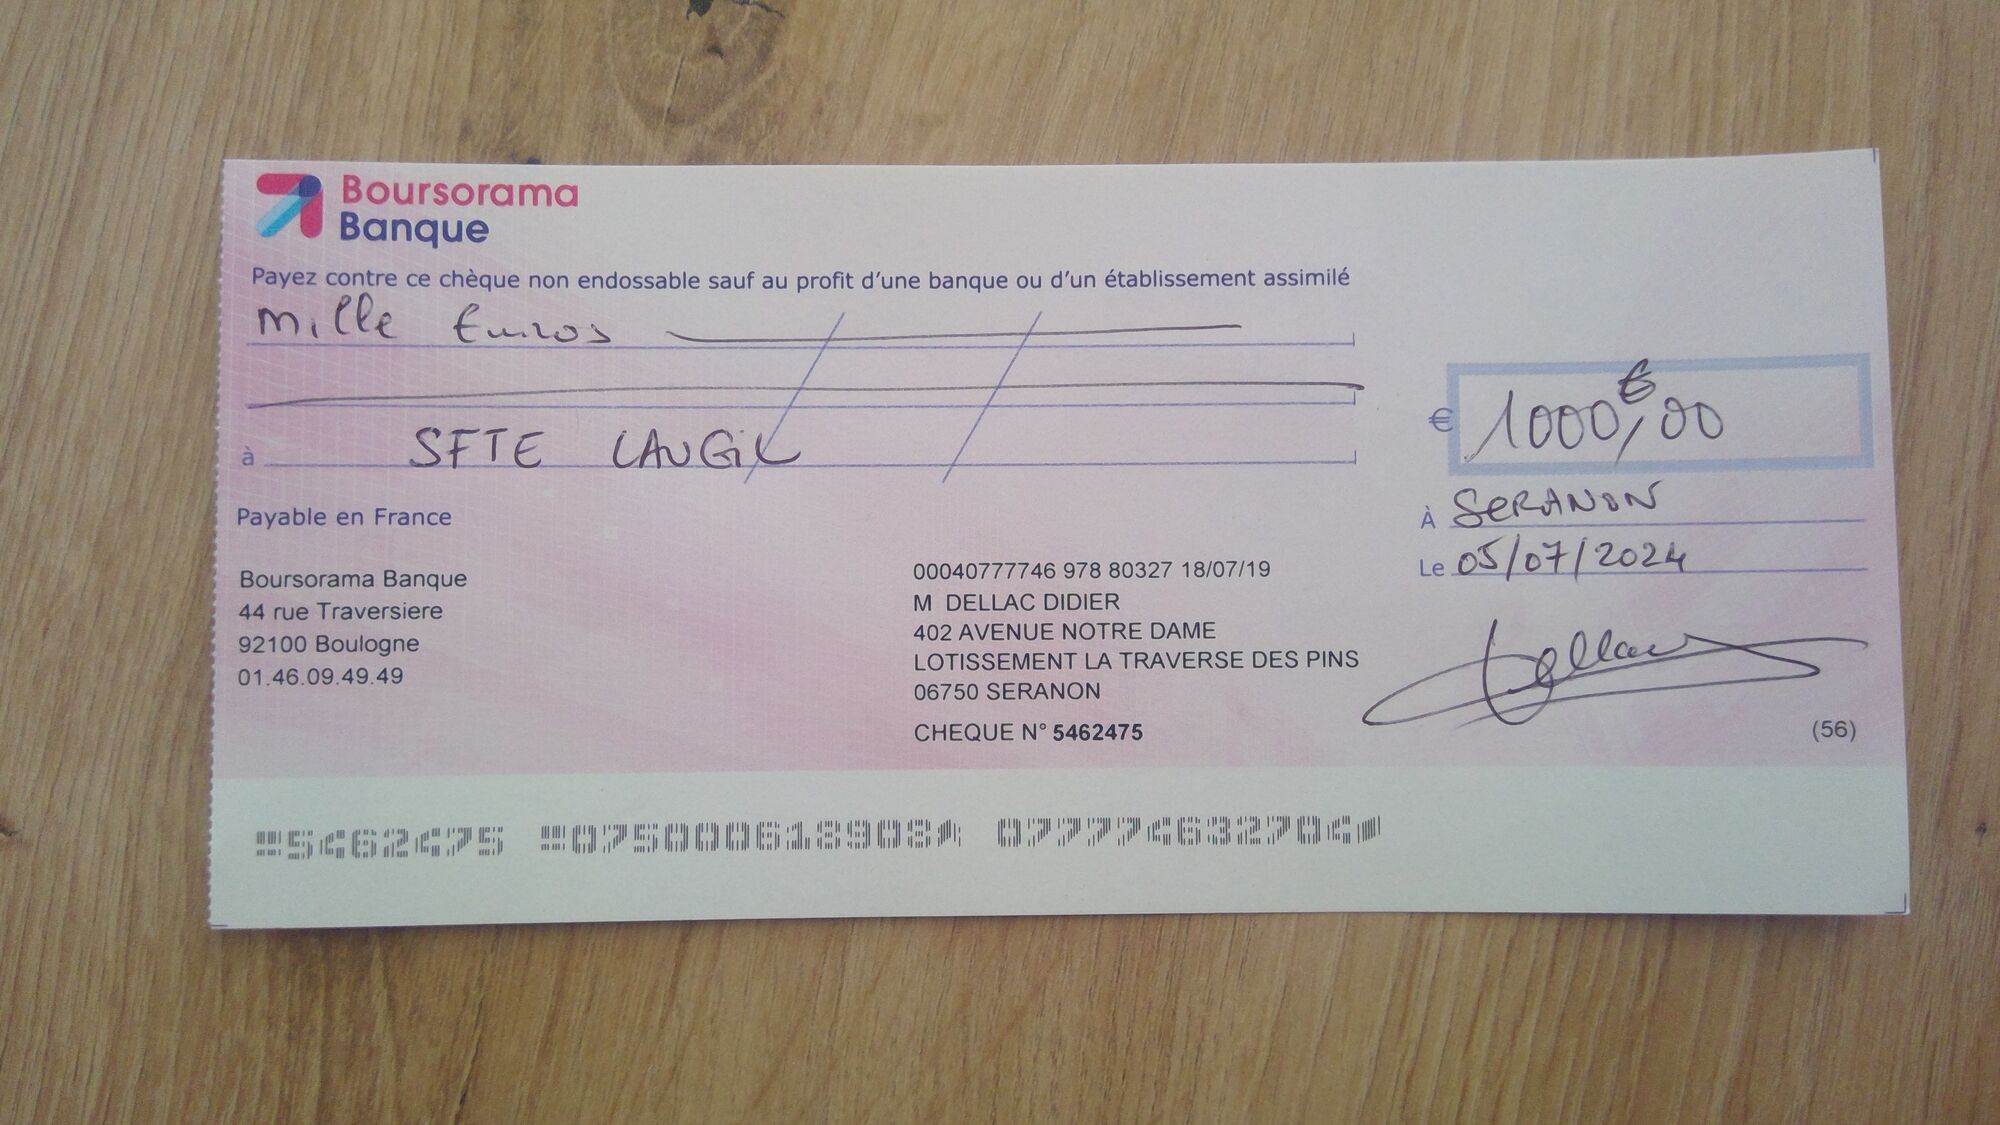 Boursorama
Banque
Payez contre ce chèque non endossable sauf au profit d'une banque ou d'un établissement assimilé
Mille Euros
€ 1000€,00
à SFTE LAUGIL
À SERANON
Le 05/07/2024
Payable en France
Boursorama Banque
44 rue Traversiere
92100 Boulogne
01.46.09.49.49
00040777746 978 80327 18/07/19
M DELLAC DIDIER
402 AVENUE NOTRE DAME
LOTISSEMENT LA TRAVERSE DES PINS
06750 SERANON
CHEQUE N° 5462475
Dellac
(56)
5462475 075000618908 077774632704